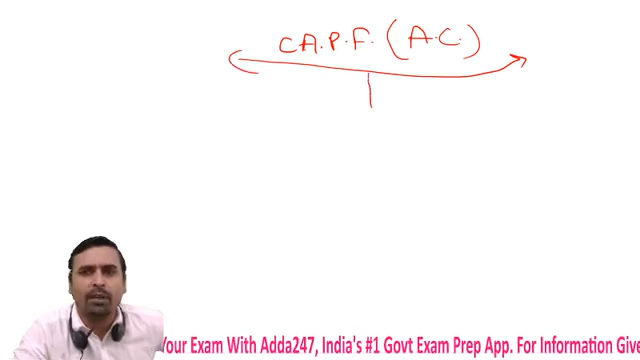 C.A.P.F. (A.C.)
Your Exam With Adda247, India's #1 Govt Exam Prep App. For Information Give